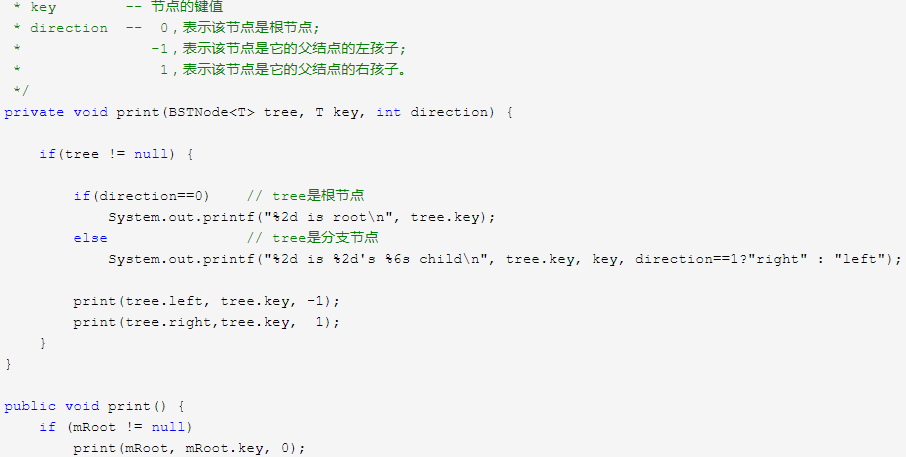 * key        -- 节点的键值
 * direction  --  0，表示该节点是根节点;
 *               -1，表示该节点是它的父结点的左孩子;
 *                1，表示该节点是它的父结点的右孩子。
 */
private void print(BSTNode<T> tree, T key, int direction) {
    if(tree != null) {
        if(direction==0)    // tree是根节点
            System.out.printf("%2d is root\n", tree.key);
        else                // tree是分支节点
            System.out.printf("%2d is %2d's %6s child\n", tree.key, key, direction==1?"right" : "left");
        print(tree.left, tree.key, -1);
        print(tree.right,tree.key,  1);
    }
}
public void print() {
    if (mRoot != null)
        print(mRoot, mRoot.key, 0);